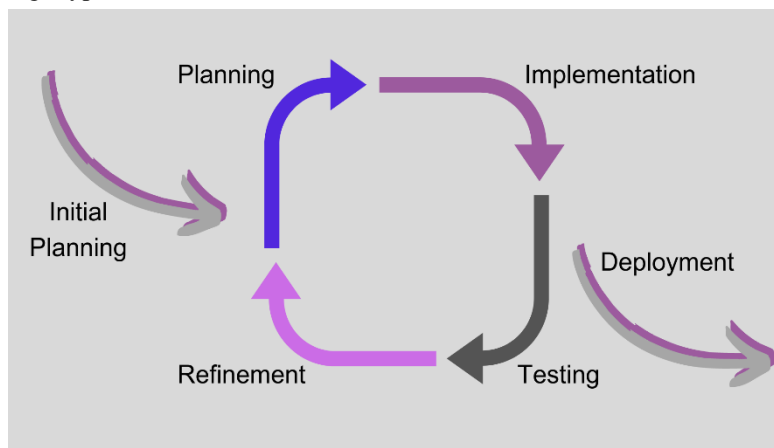 Planning
Implementation
Initial
Planning
Deployment
Refinement
Testing